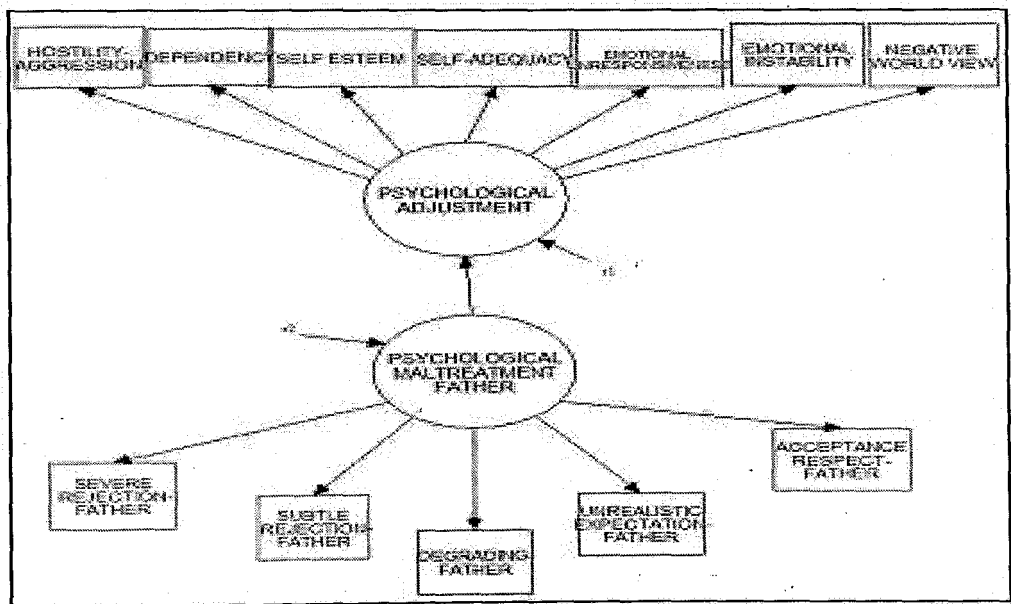 HOSTILITY-
AGGRESSION
DEPENDENCY
SELF ESTEEM
SELF-ADEQUACY
EMOTIONAL
UNRESPONSIVENESS
EMOTIONAL
INSTABILITY
NEGATIVE
WORLD VIEW
PSYCHOLOGICAL
ADJUSTMENT
PSYCHOLOGICAL
MALTREATMENT
FATHER
SEVERE
REJECTION-
FATHER
SUBTLE
REJECTION-
FATHER
DEGRADING-
FATHER
UNREALISTIC
EXPECTATION-
FATHER
ACCEPTANCE
RESPECT-
FATHER